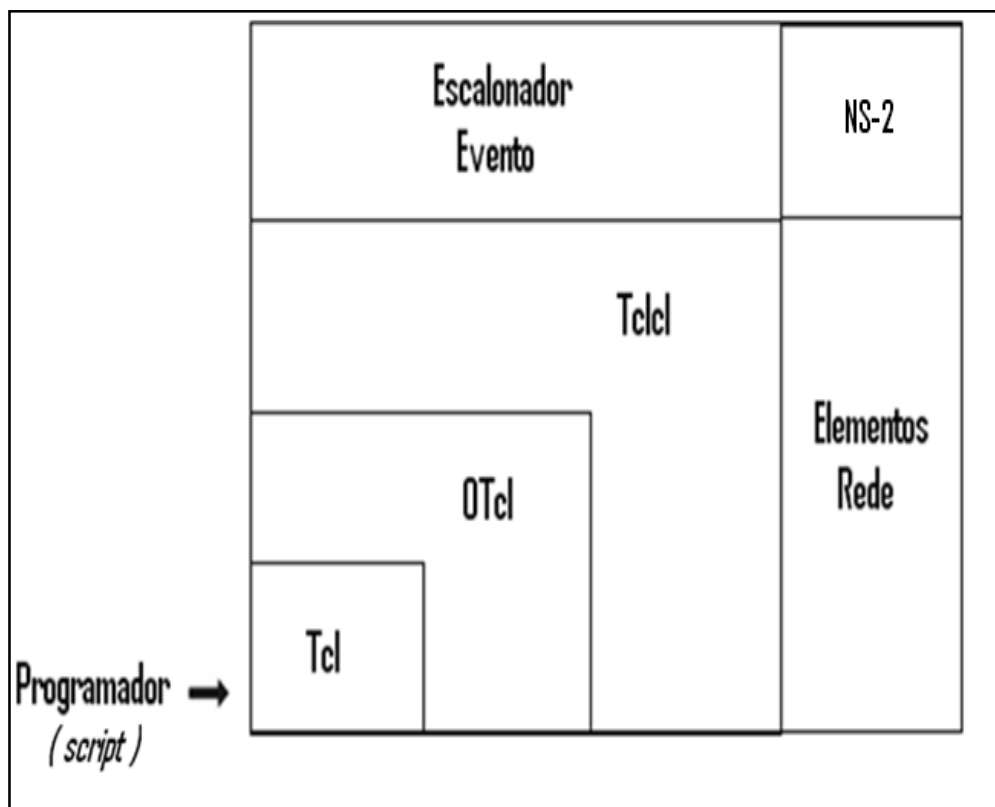 Escalonador
Evento
NS-2
Tclcl
Elementos
Rede
OTcl
Tcl
Programador
( script )